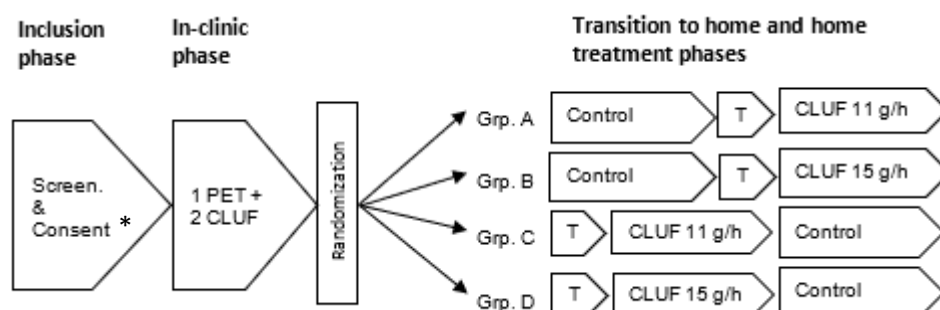 Inclusion
phase
In-clinic
phase
Transition to home and home
treatment phases
Screen.
&
Consent *
1 PET +
2 CLUF
Randomization
Grp. A
Control
T
CLUF 11 g/h
Grp. B
Control
T
CLUF 15 g/h
Grp. C
T
CLUF 11 g/h
Control
Grp. D
T
CLUF 15 g/h
Control